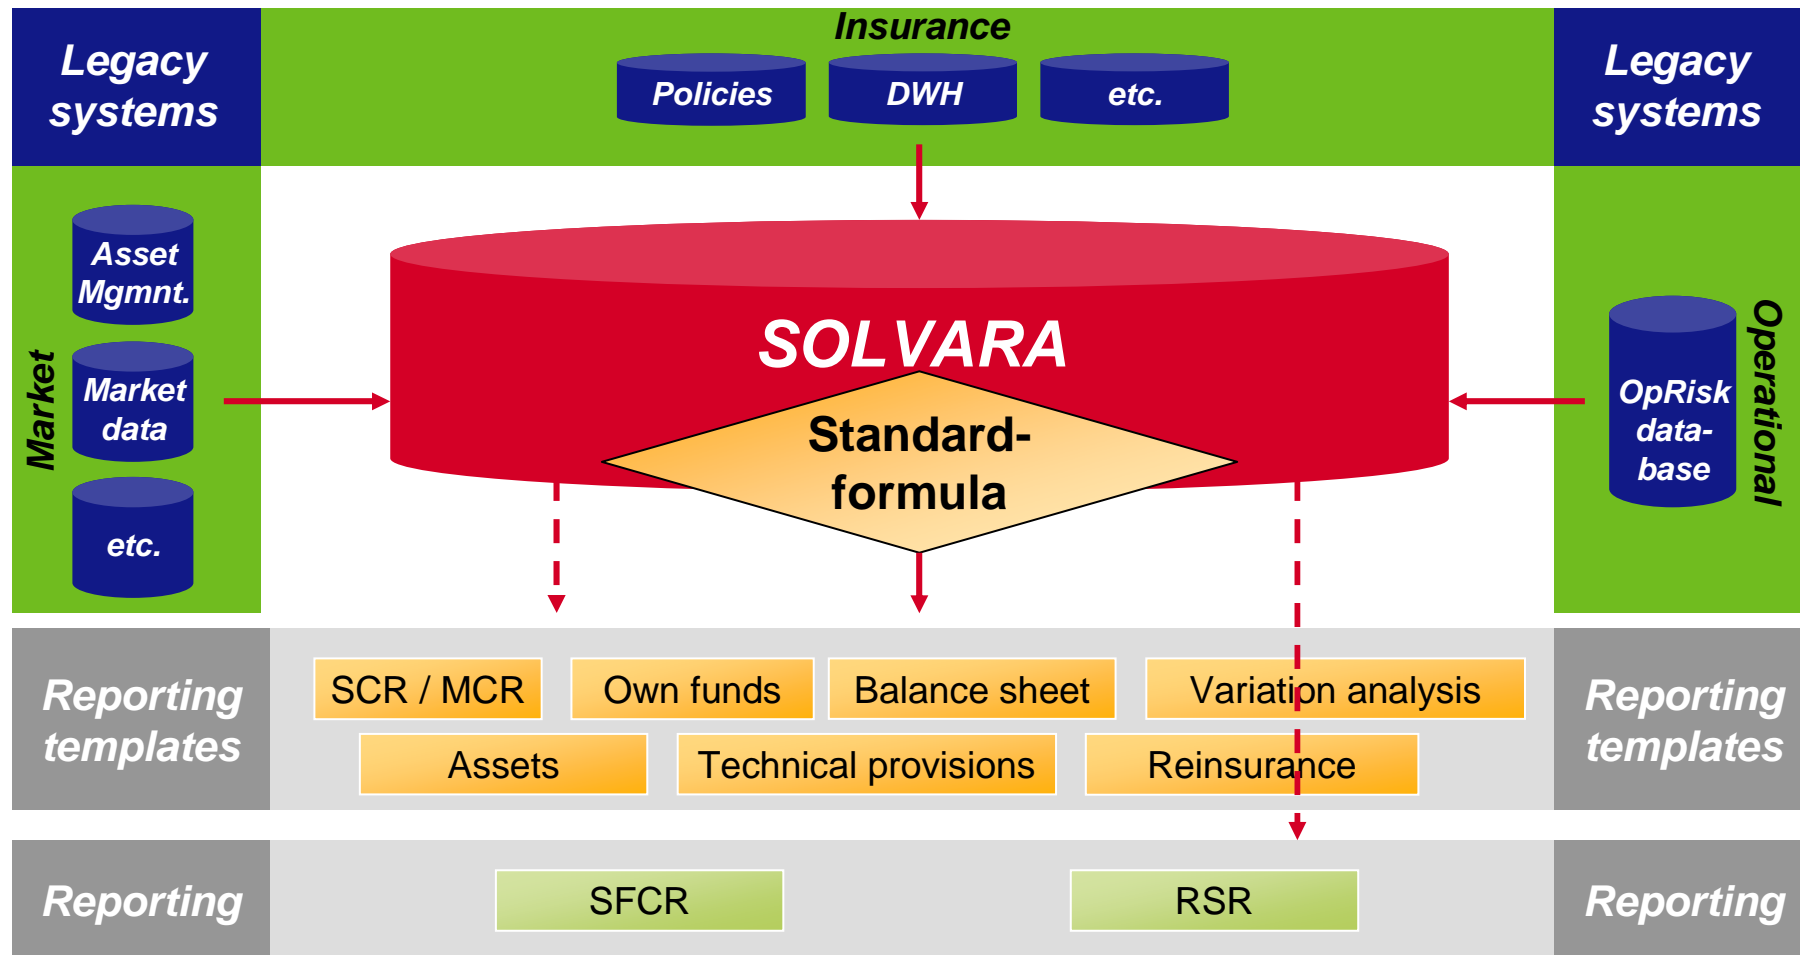 Insurance
Legacy
systems
Policies
DWH
etc.
Legacy
systems
Market
Asset
Mgmnt.
Market
data
etc.
SOLVARA
Standard-
formula
OpRisk
data-
base
Operational
Reporting
templates
SCR / MCR
Own funds
Balance sheet
Variation analysis
Assets
Technical provisions
Reinsurance
Reporting
templates
Reporting
SFCR
RSR
Reporting